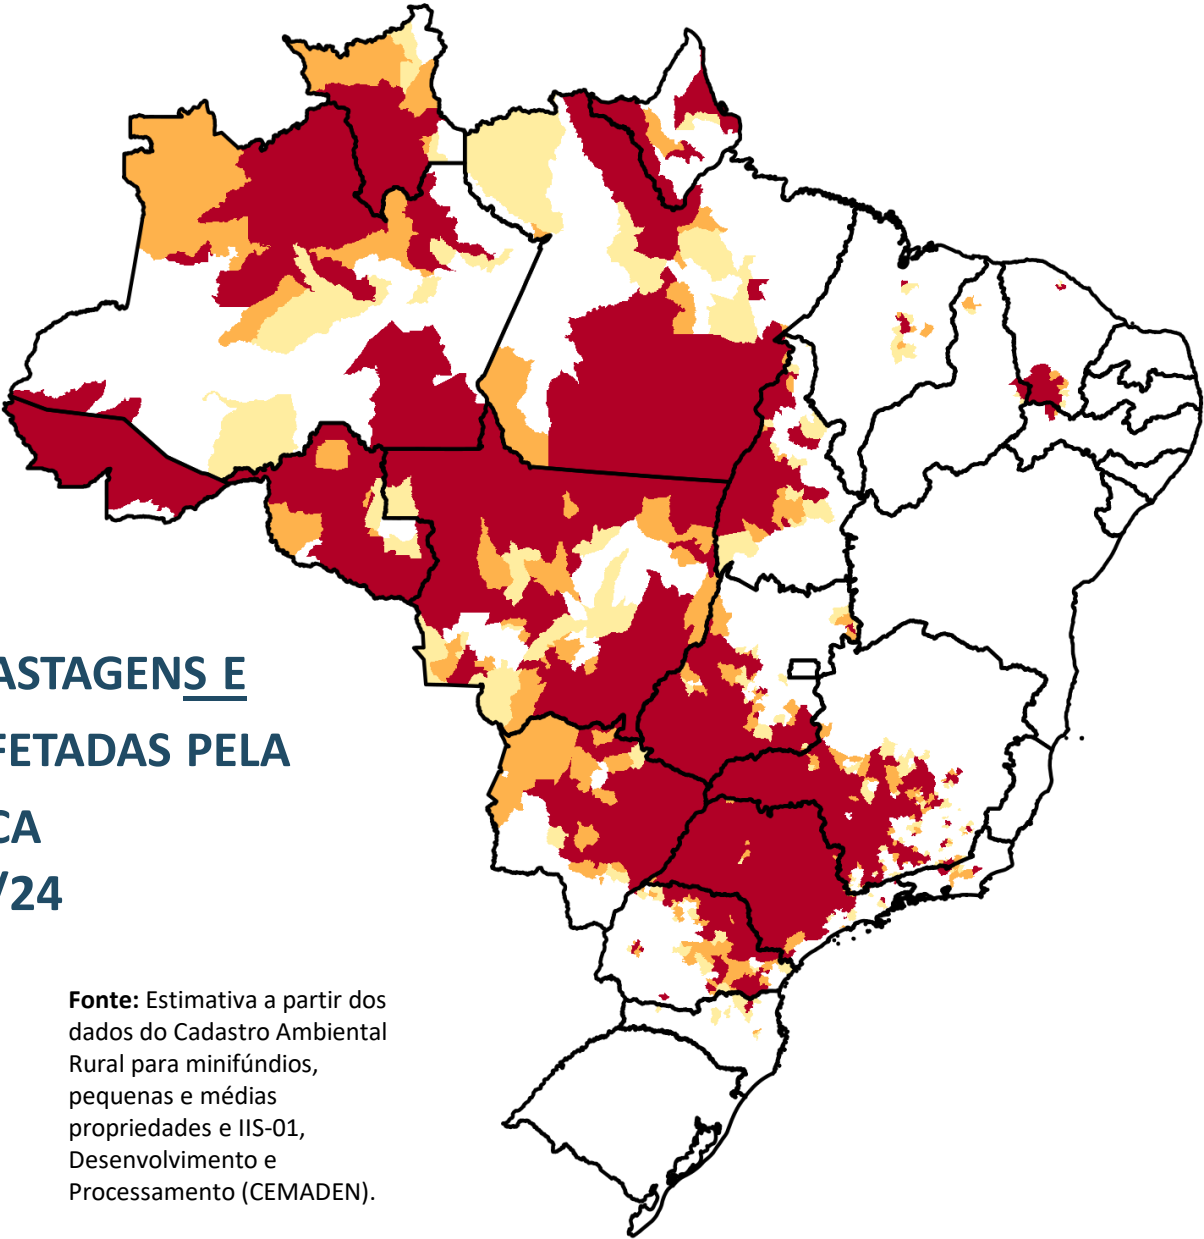 ASTAGENS E
FETADAS PELA
CA
/24
Fonte: Estimativa a partir dos
dados do Cadastro Ambiental
Rural para minifúndios,
pequenas e médias
propriedades e IIS-01,
Desenvolvimento e
Processamento (CEMADEN).